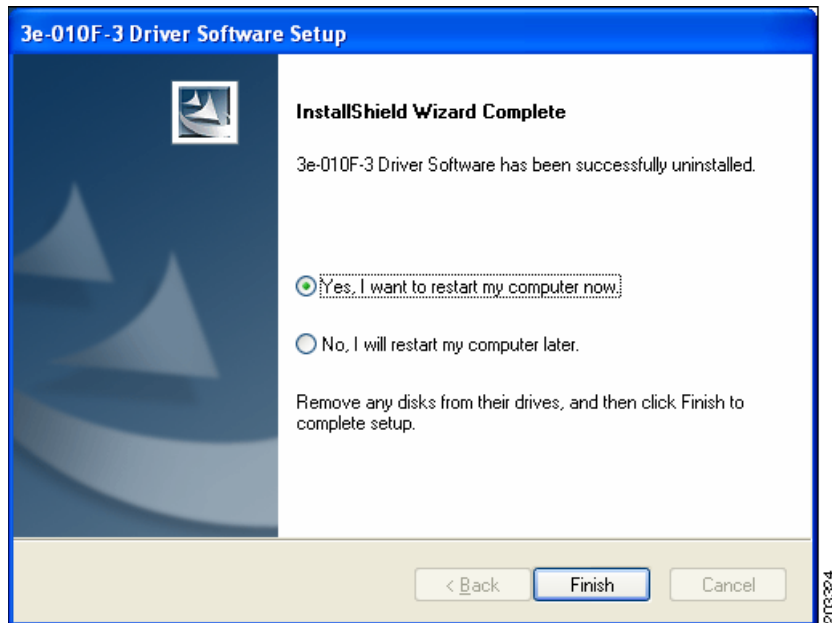 3e-010F-3 Driver Software Setup
InstallShield Wizard Complete
3e-010F-3 Driver Software has been successfully uninstalled.
Yes, I want to restart my computer now.
No, I will restart my computer later.
Remove any disks from their drives, and then click Finish to
complete setup.
< Back
Finish
Cancel
203324